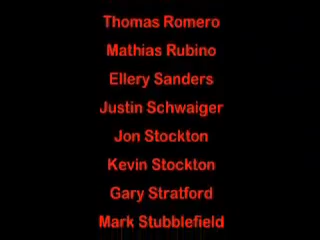 Thomas Romero
Mathias Rubino
Ellery Sanders
Justin Schwaiger
Jon Stockton
Kevin Stockton
Gary Stratford
Mark Stubblefield